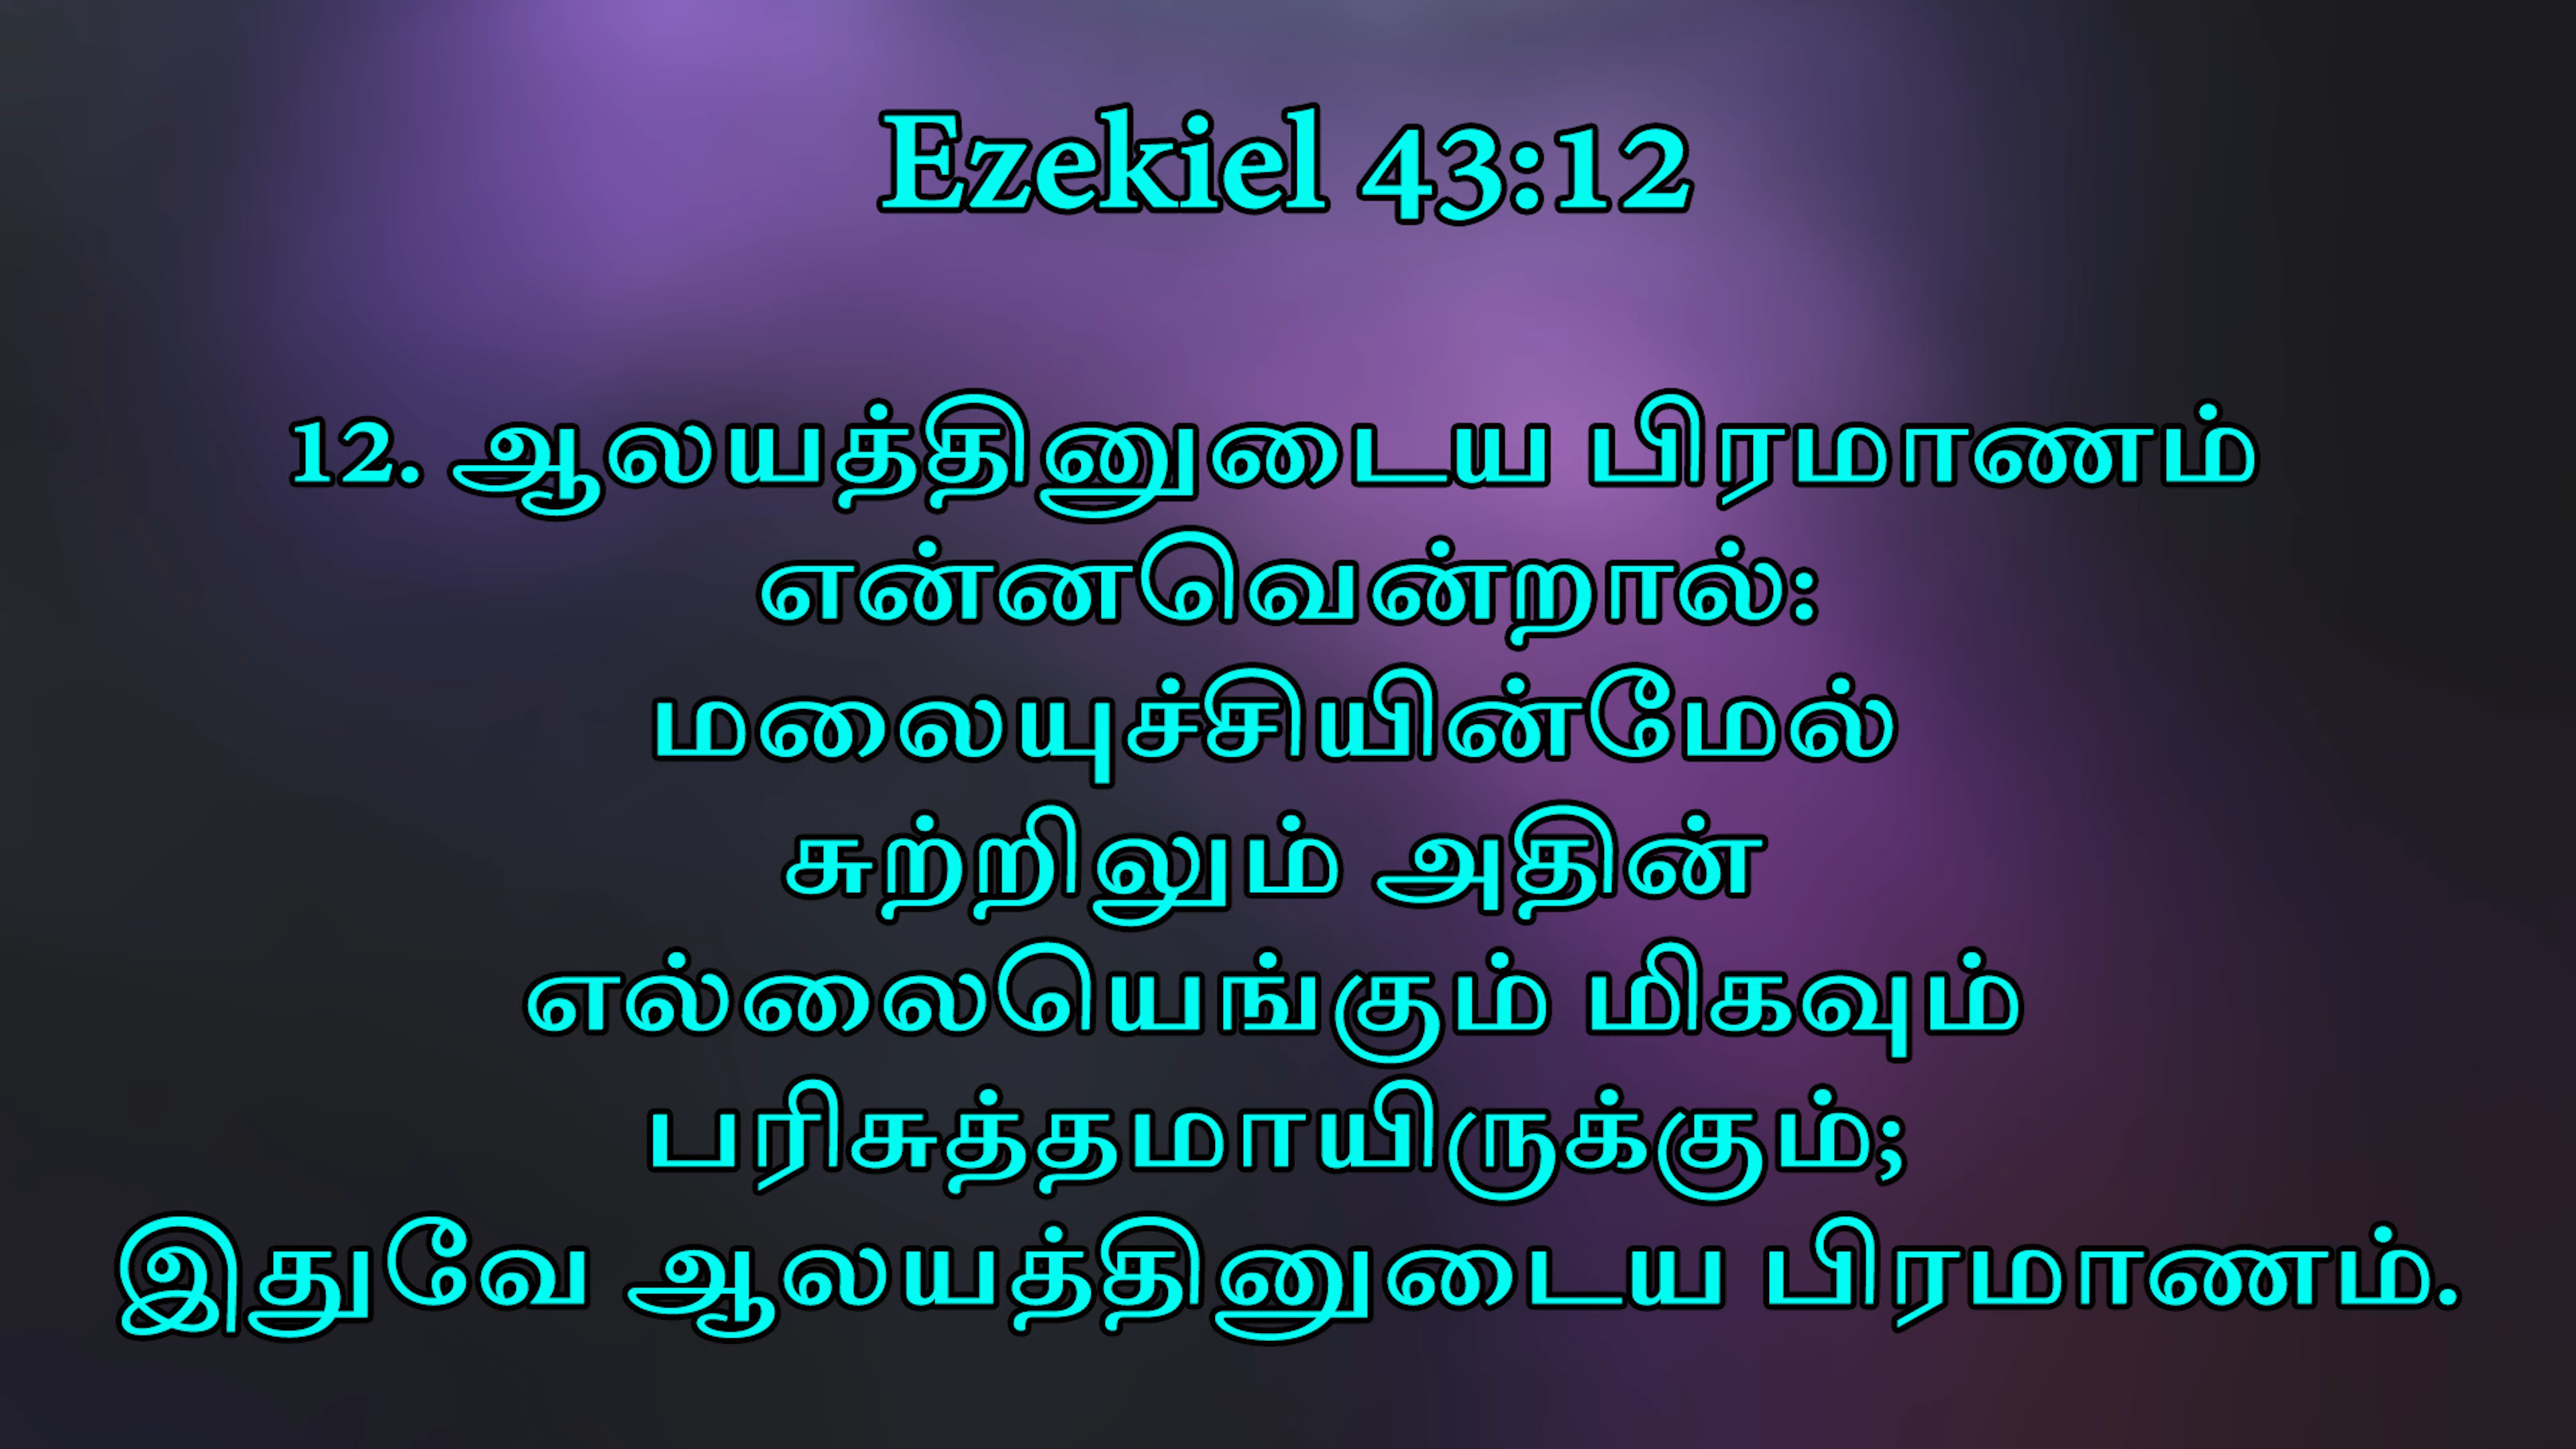 Ezekiel 43:12
12. ஆலயத்தினுடைய பிரமாணம்
என்னவென்றால்:
மலையுச்சியின்மேல்
சுற்றிலும் அதின்
எல்லையெங்கும் மிகவும்
பரிசுத்தமாயிருக்கும்;
இதுவே ஆலயத்தினுடைய பிரமாணம்.